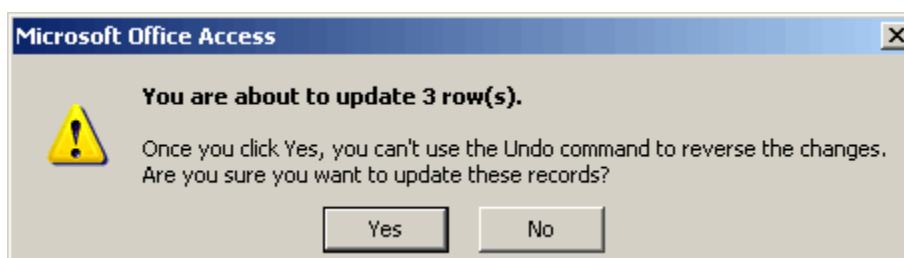 Microsoft Office Access
You are about to update 3 row(s).
Once you click Yes, you can't use the Undo command to reverse the changes.
Are you sure you want to update these records?
Yes No